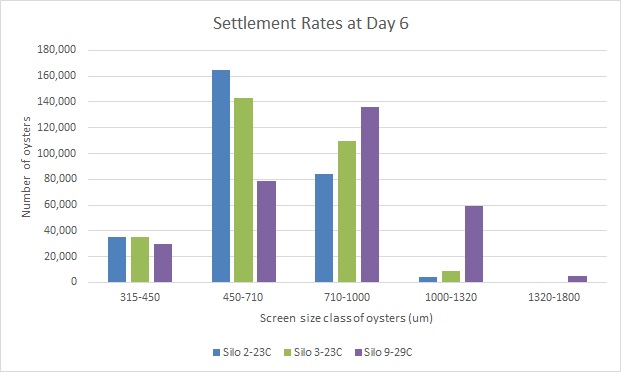 Settlement Rates at Day 6
180,000
160,000
140,000
120,000
100,000
80,000
60,000
40,000
20,000
0
Number of oysters
315-450 450-710 710-1000 1000-1320 1320-1800
Screen size class of oysters (um)
Silo 2-23C Silo 3-23C Silo 9-29C